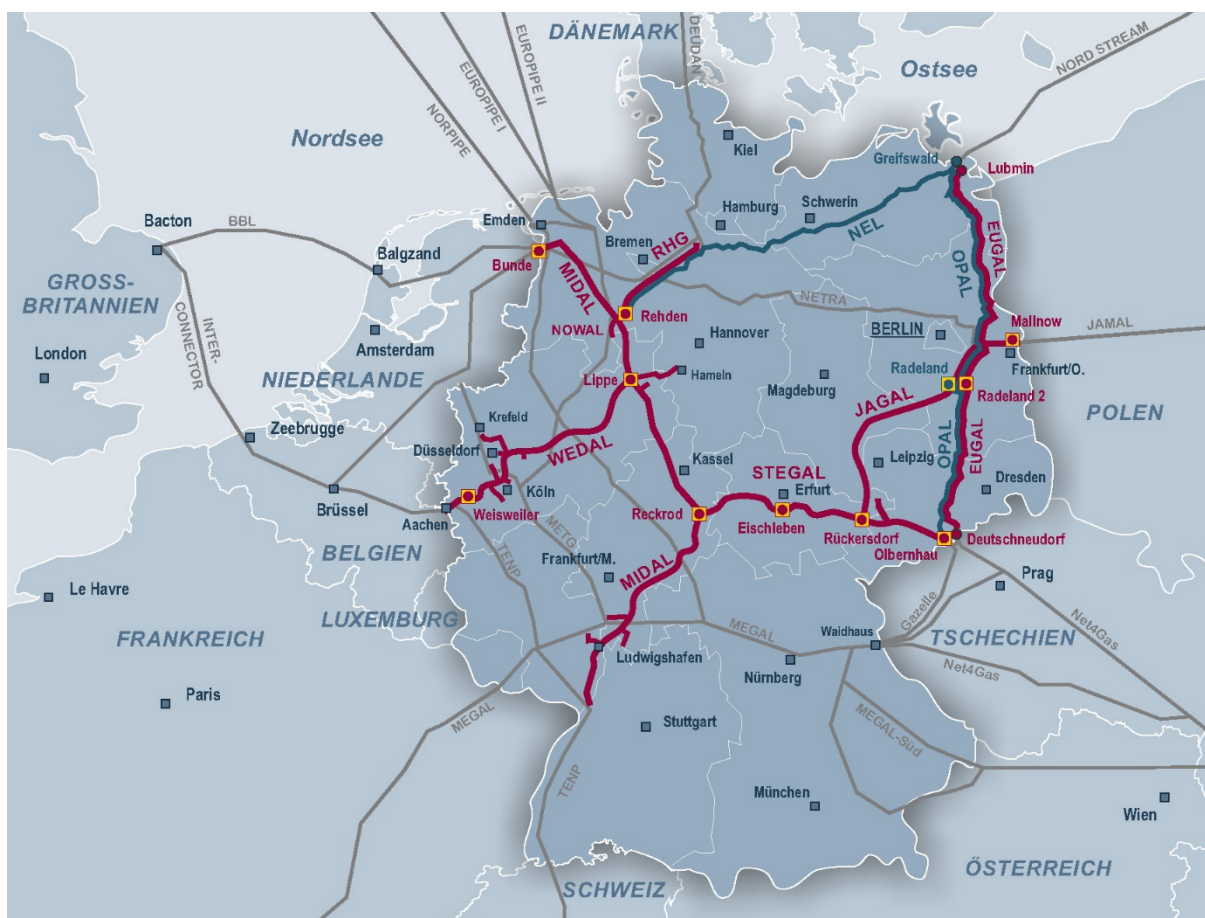 DÄNEMARK
DEUDAN
EUROPIPE II
EUROPIPE I
NORPIPE
Nordsee
Ostsee
NORD STREAM
Kiel
Greifswald
Lubmin
Hamburg
Schwerin
NEL
Emden
Bremen
RHG
EUGAL
OPAL
Bacton
BBL
Balgzand
Bunde
MIDAL
GROSS-
BRITANNIEN
INTER-
CONNECTOR
NETRA
Rehden
NOWAL
Hannover
BERLIN
Mallnow
JAMAL
London
Amsterdam
NIEDERLANDE
Lippe
Hameln
Magdeburg
Radeland
Frankfurt/O.
Radeland 2
JAGAL
POLEN
Zeebrugge
Krefeld
Düsseldorf
WEDAL
Kassel
STEGAL
Leipzig
OPAL
EUGAL
Dresden
Brüssel
Köln
Weisweiler
Aachen
Reckrod
Erfurt
Eischleben
Rückersdorf
Olbernhau
Deutschneudorf
BELGIEN
TENP
METG
Frankfurt/M.
MIDAL
Prag
Le Havre
LUXEMBURG
FRANKREICH
Gazelle
Net4Gas
Waidhaus
TSCHECHIEN
Ludwigshafen
MEGAL
Nürnberg
Net4Gas
Paris
MEGAL
Stuttgart
MEGAL-Süd
TENP
München
Wien
SCHWEIZ
ÖSTERREICH